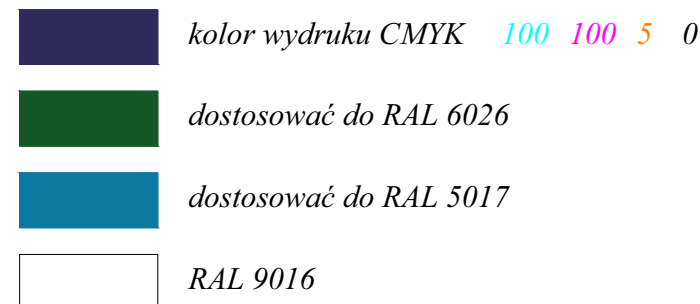 kolor wydruku CMYK 100 100 5 0
dostosować do RAL 6026
dostosować do RAL 5017
RAL 9016